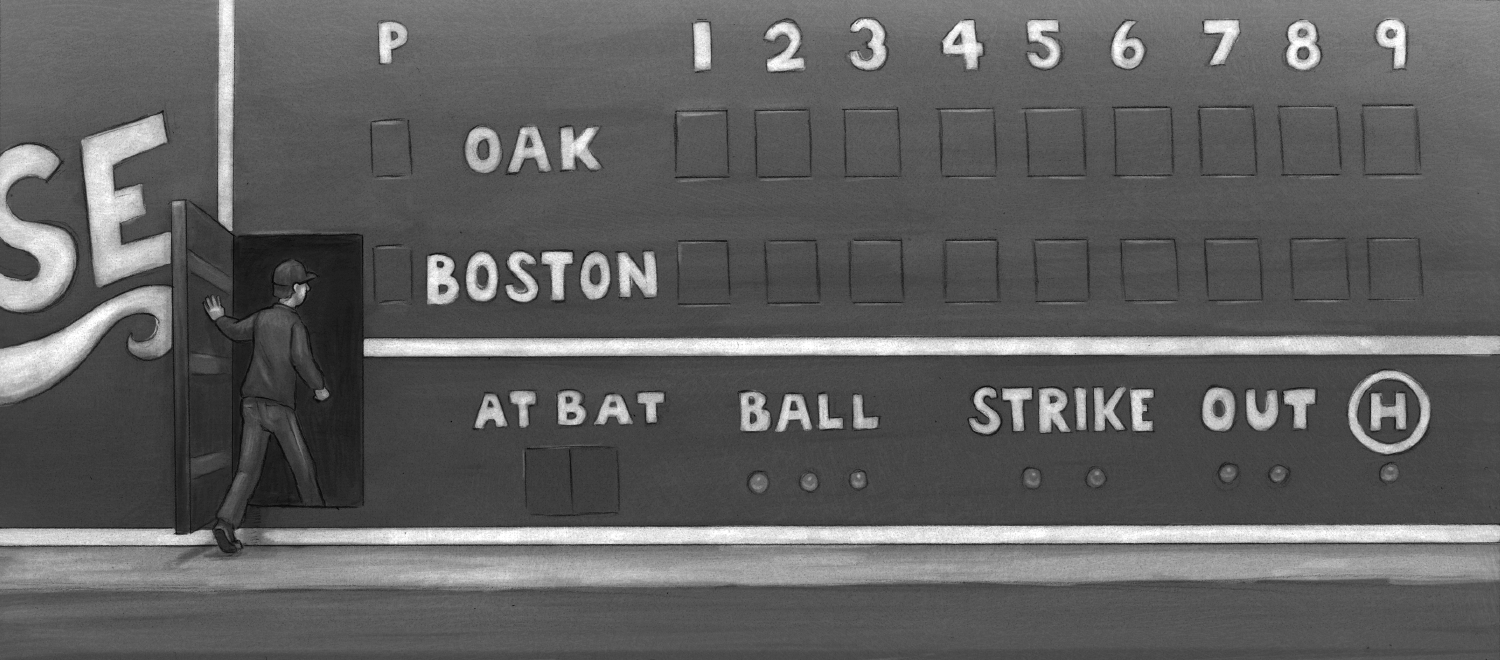 P 1 2 3 4 5 6 7 8 9
SE
OAK
BOSTON
AT BAT BALL STRIKE OUT H